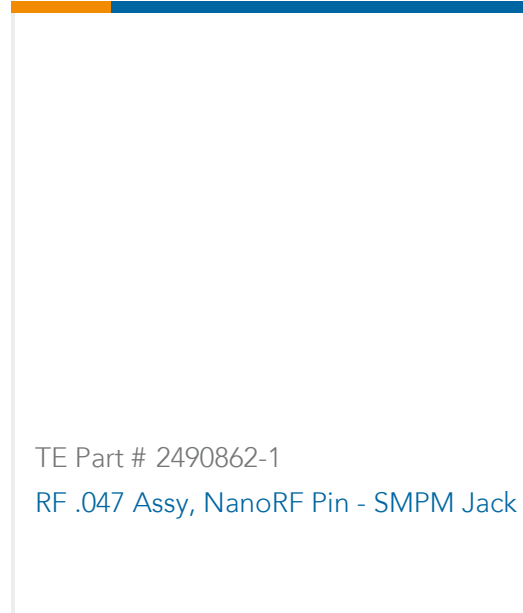 TE Part # 2490862-1
RF .047 Assy, NanoRF Pin - SMPM Jack